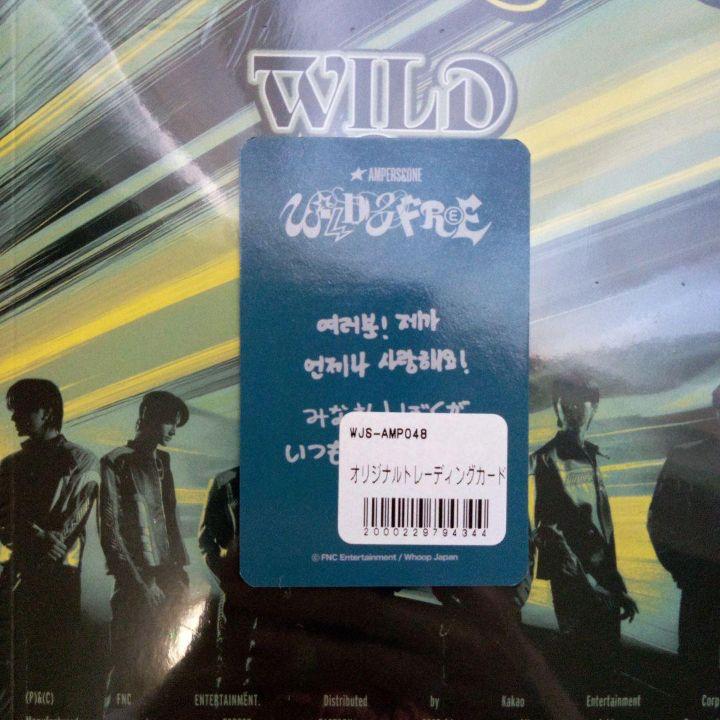 WILD
★ AMPERS&ONE
WILD & FREE
여러분! 제가
언제나 사랑해요!
いつも
WJS-AMP048
オリジナルトレーディングカード
2000229794344
© FNC Entertainment / Whoop Japan
(P)&(C) FNC ENTERTAINMENT. Distributed by Kakao Entertainment